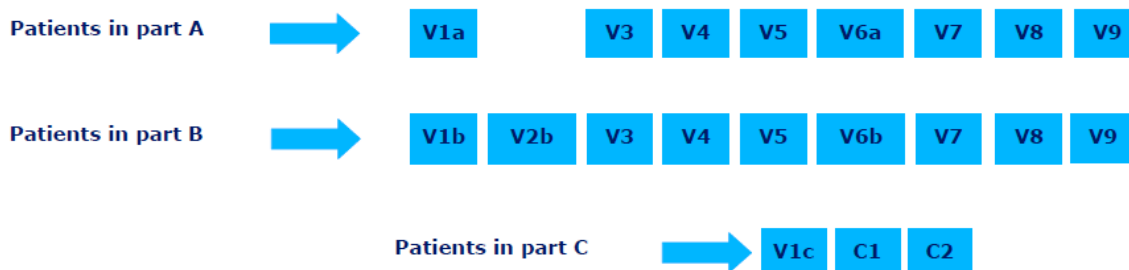 Patients in part A V1a V3 V4 V5 V6a V7 V8 V9
Patients in part B V1b V2b V3 V4 V5 V6b V7 V8 V9
Patients in part C V1c C1 C2